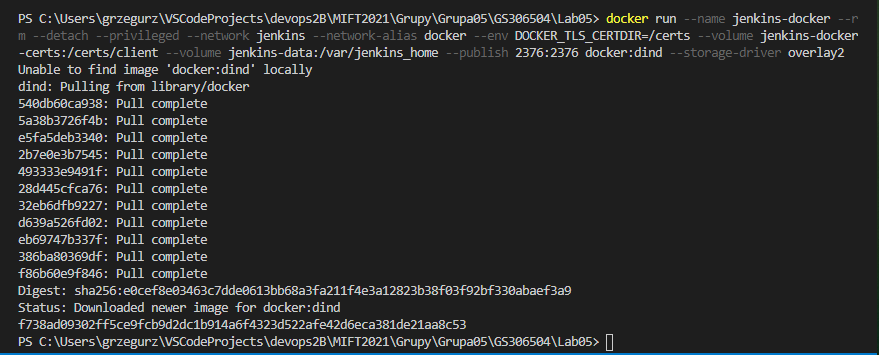 PS C:\Users\grzegurz\VSCodeProjects\devops2B\MIFT2021\Grupy\Grupa05\GS306504\Lab05> docker run --name jenkins-docker --r
m --detach --privileged --network jenkins --network-alias docker --env DOCKER_TLS_CERTDIR=/certs --volume jenkins-docker
-certs:/certs/client --volume jenkins-data:/var/jenkins_home --publish 2376:2376 docker:dind --storage-driver overlay2
Unable to find image 'docker:dind' locally
dind: Pulling from library/docker
540db60ca938: Pull complete
5a38b3726f4b: Pull complete
e5fa5deb3340: Pull complete
2b7e0e3b7545: Pull complete
493333e9491f: Pull complete
28d445cfca76: Pull complete
32eb6dfb9227: Pull complete
d639a526fd02: Pull complete
eb69747b337f: Pull complete
386ba80369df: Pull complete
f86b60e9f846: Pull complete
Digest: sha256:e0cef8e03463c7dde0613bb68a3fa211f4e3a12823b38f03f92bf330abaef3a9
Status: Downloaded newer image for docker:dind
f738ad09302ff5ce9fcb9d2dc1b914a6f4323d522afe42d6eca381de21aa8c53
PS C:\Users\grzegurz\VSCodeProjects\devops2B\MIFT2021\Grupy\Grupa05\GS306504\Lab05>